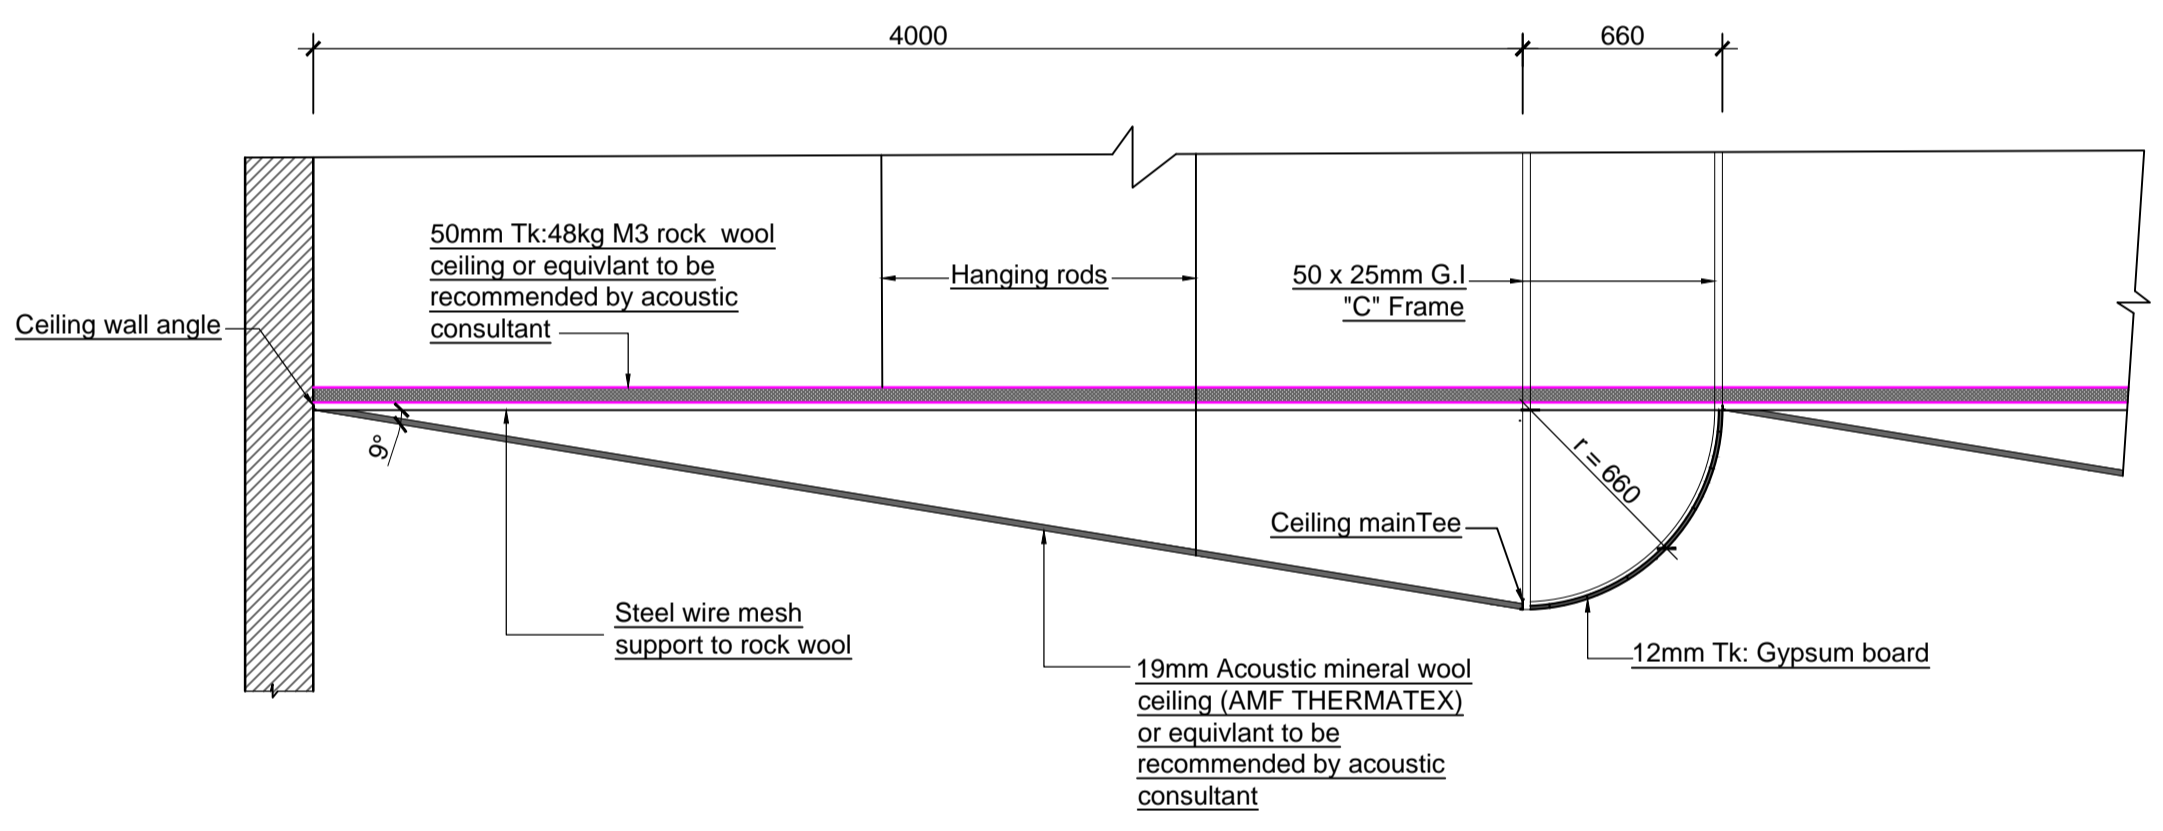 4000
660
50mm Tk:48kg M3 rock wool
ceiling or equivlant to be
recommended by acoustic
consultant
Hanging rods
50 x 25mm G.I
"C" Frame
Ceiling wall angle
9°
r = 660
Ceiling mainTee
Steel wire mesh
support to rock wool
19mm Acoustic mineral wool
ceiling (AMF THERMATEX)
or equivlant to be
recommended by acoustic
consultant
12mm Tk: Gypsum board